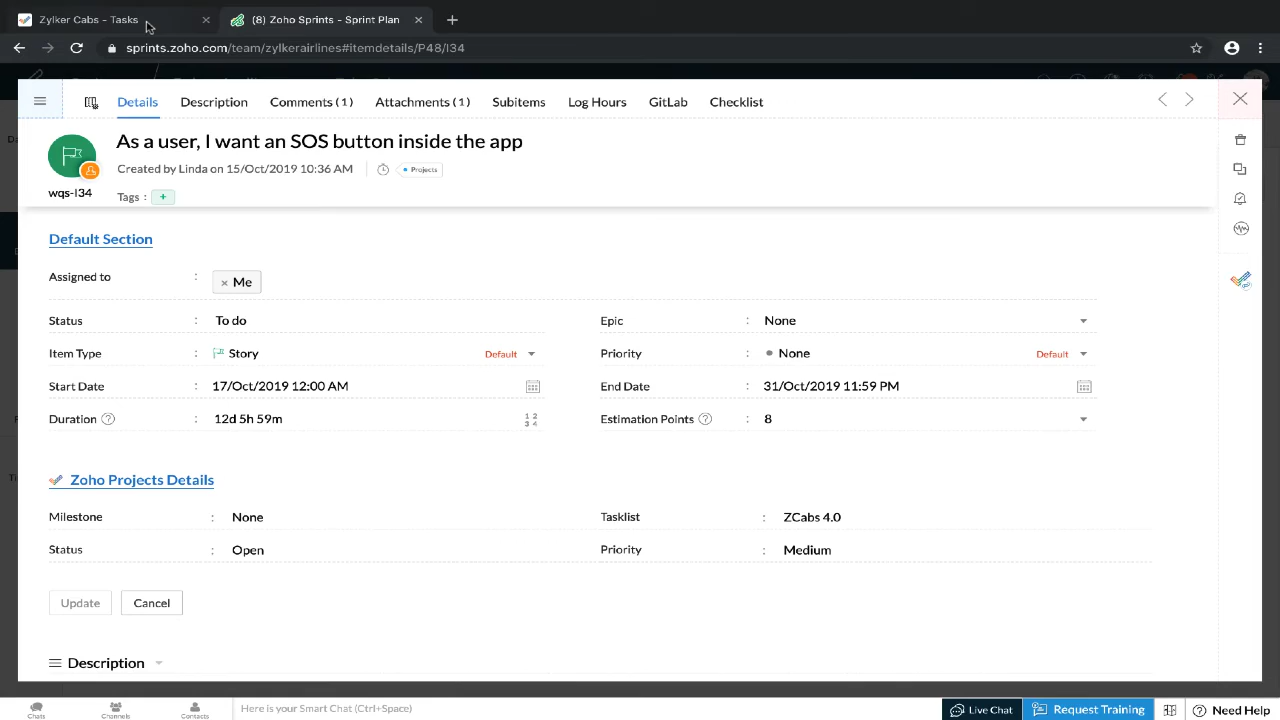 Zylker Cabs - Tasks
(8) Zoho Sprints - Sprint Plan
sprints.zoho.com/team/zylkerairlines#itemdetails/P48/I34
Details
Description
Comments (1)
Attachments (1)
Subitems
Log Hours
GitLab
Checklist
As a user, I want an SOS button inside the app
Created by Linda on 15/Oct/2019 10:36 AM
Projects
wqs-I34
Tags : +
Default Section
Assigned to : × Me
Status : To do
Epic : None
Item Type : Story Default
Priority : None Default
Start Date : 17/Oct/2019 12:00 AM
End Date : 31/Oct/2019 11:59 PM
Duration ? : 12d 5h 59m
1 2
3 4
Estimation Points ? : 8
Zoho Projects Details
Milestone : None
Tasklist : ZCabs 4.0
Status : Open
Priority : Medium
Update
Cancel
Description
Chats
Channels
Contacts
Here is your Smart Chat (Ctrl+Space)
Live Chat
Request Training
Need Help